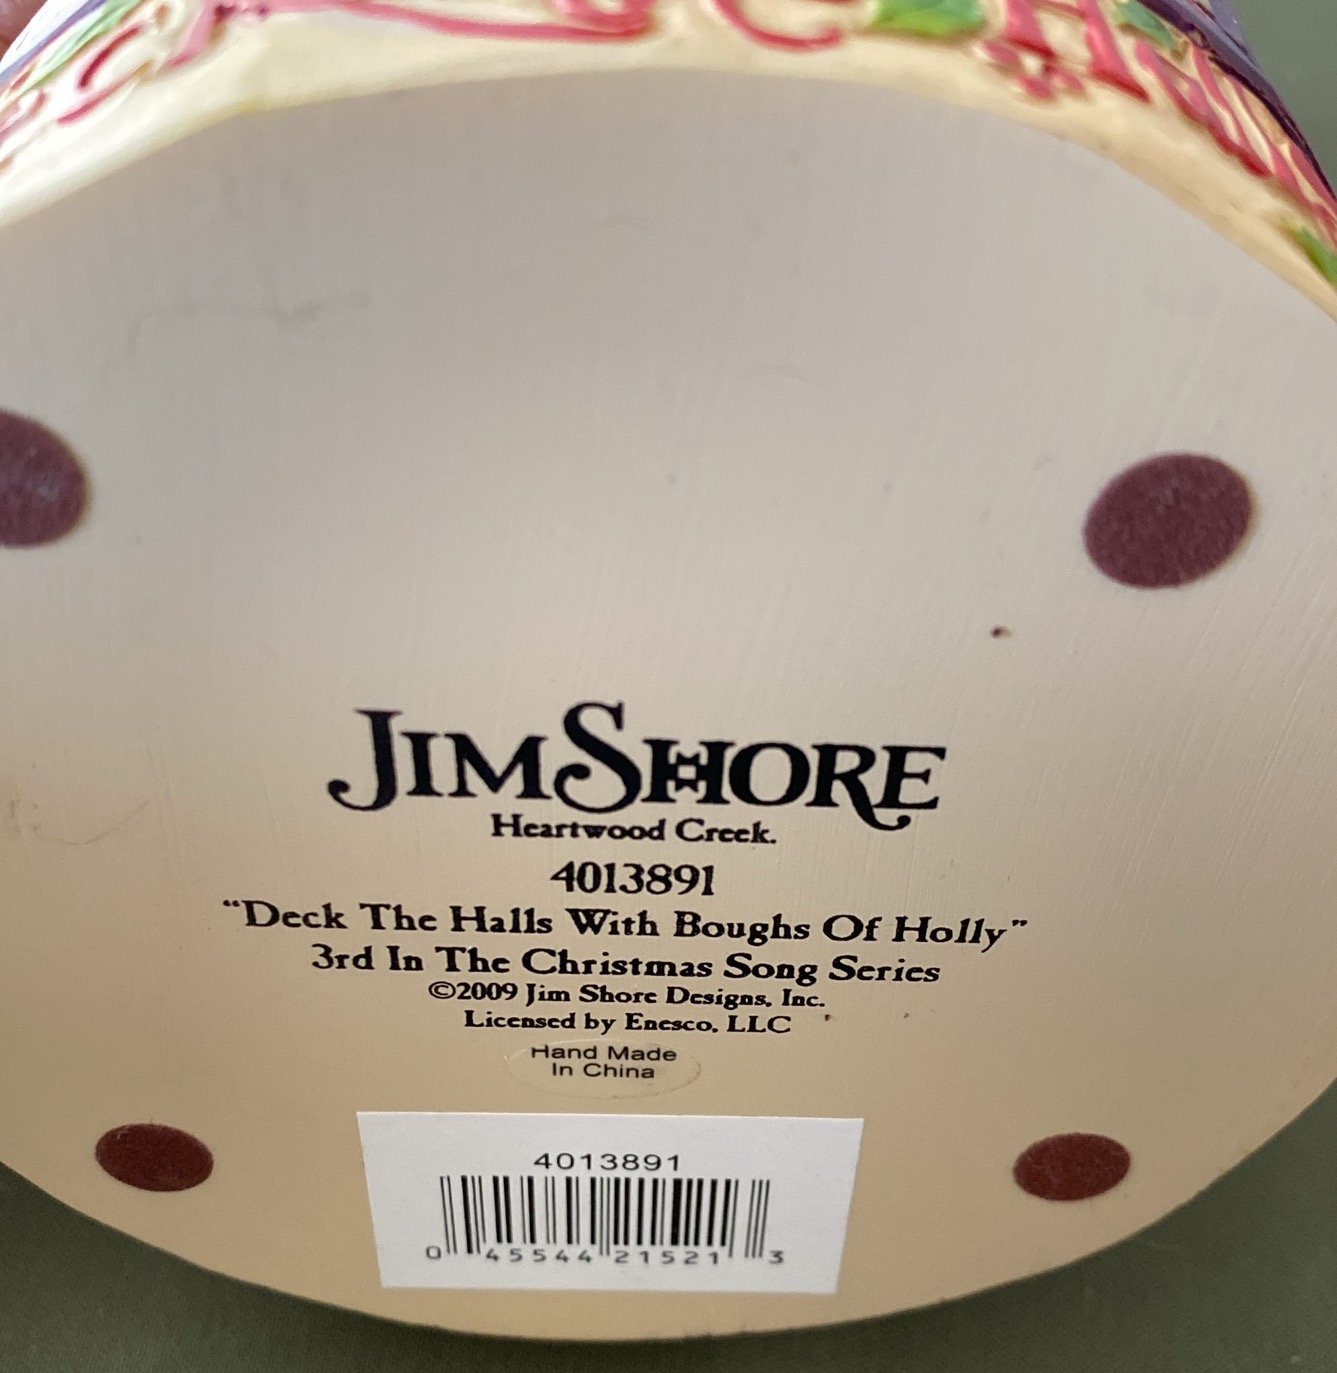 JIM SHORE
Heartwood Creek.
4013891
“Deck The Halls With Boughs Of Holly”
3rd In The Christmas Song Series
©2009 Jim Shore Designs, Inc.
Licensed by Enesco, LLC
Hand Made
In China
4013891
0 45544 21521 3